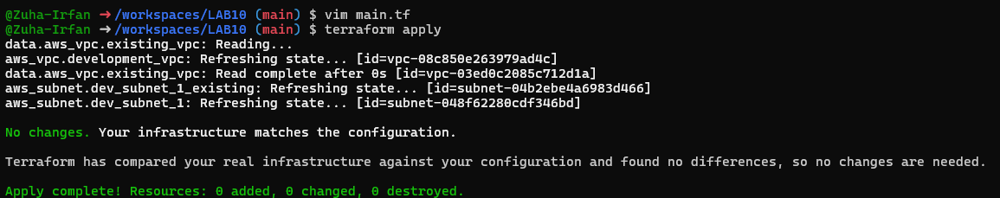 @Zuha-Irfan ➜ /workspaces/LAB10 (main) $ vim main.tf
@Zuha-Irfan ➜ /workspaces/LAB10 (main) $ terraform apply
data.aws_vpc.existing_vpc: Reading...
aws_vpc.development_vpc: Refreshing state... [id=vpc-08c850e263979ad4c]
data.aws_vpc.existing_vpc: Read complete after 0s [id=vpc-03ed0c2085c712d1a]
aws_subnet.dev_subnet_1_existing: Refreshing state... [id=subnet-04b2ebe4a6983d466]
aws_subnet.dev_subnet_1: Refreshing state... [id=subnet-048f62280cdf346bd]
No changes. Your infrastructure matches the configuration.
Terraform has compared your real infrastructure against your configuration and found no differences, so no changes are needed.
Apply complete! Resources: 0 added, 0 changed, 0 destroyed.